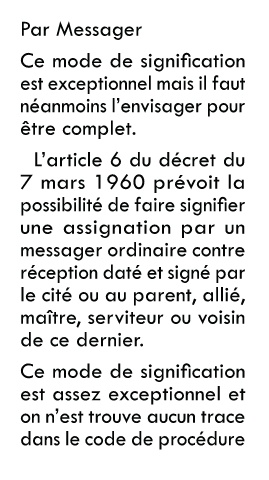 Par Messager
Ce mode de signification
est exceptionnel mais il faut
néanmoins l'envisager pour
être complet.
L'article 6 du décret du
7 mars 1960 prévoit la
possibilité de faire signifier
une assignation par un
messager ordinaire contre
réception daté et signé par
le cité ou au parent, allié,
maître, serviteur ou voisin
de ce dernier.
Ce mode de signification
est assez exceptionnel et
on n'est trouve aucun trace
dans le code de procédure